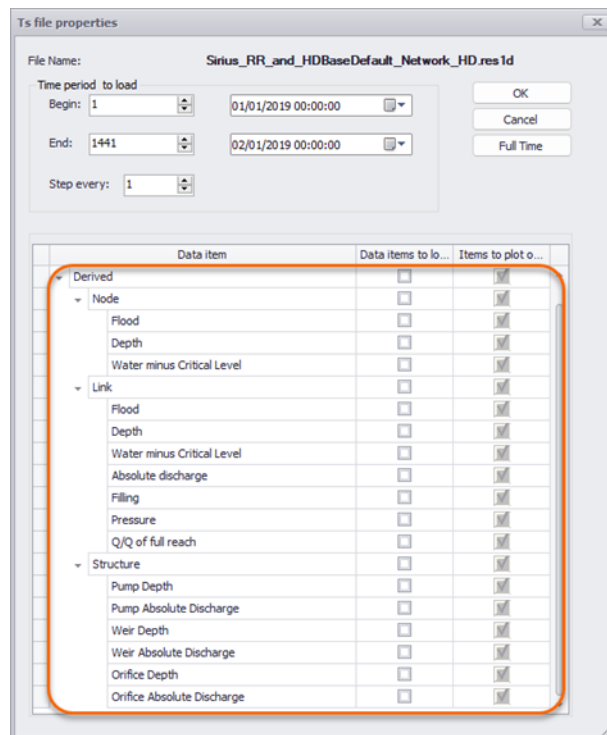 Ts file properties
File Name: Sirius_RR_and_HDBaseDefault_Network_HD.res1d
Time period to load
Begin: 1 01/01/2019 00:00:00
OK
Cancel
End: 1441 02/01/2019 00:00:00
Full Time
Step every: 1
Data item Data items to lo... Items to plot o...
Derived
Node
Flood
Depth
Water minus Critical Level
Link
Flood
Depth
Water minus Critical Level
Absolute discharge
Filling
Pressure
Q/Q of full reach
Structure
Pump Depth
Pump Absolute Discharge
Weir Depth
Weir Absolute Discharge
Orifice Depth
Orifice Absolute Discharge